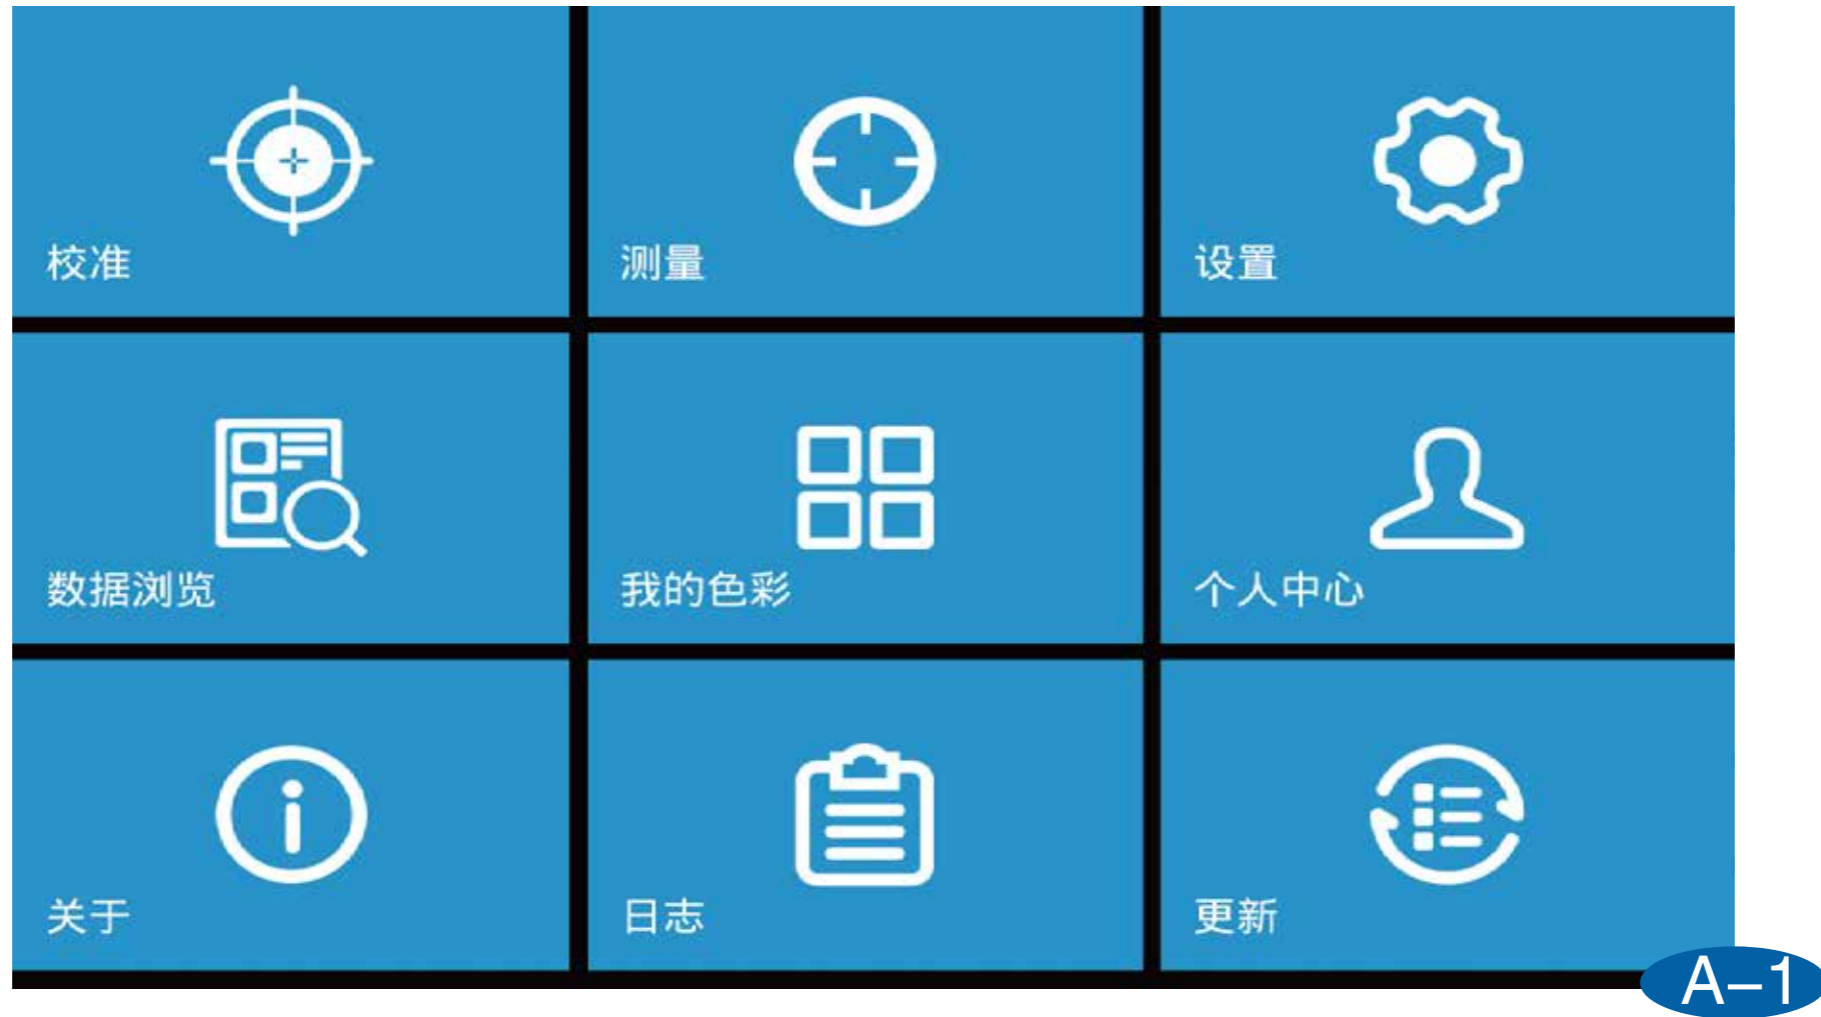 校准
测量
设置
数据浏览
我的色彩
个人中心
关于
日志
更新
A-1